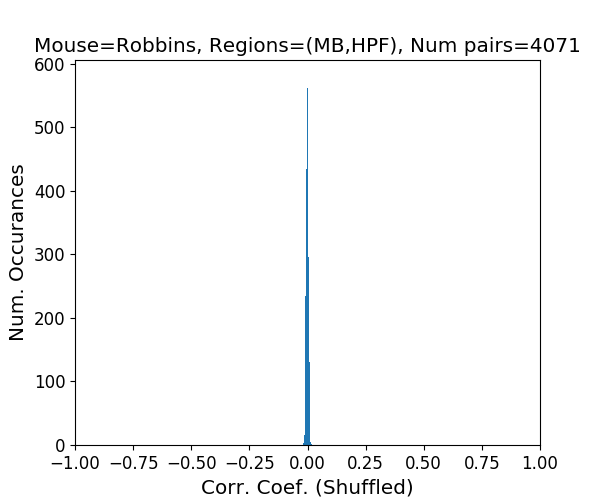 Mouse=Robbins, Regions=(MB,HPF), Num pairs=4071
600
500
400
300
200
100
0
Num. Occurances
−1.00 −0.75 −0.50 −0.25 0.00 0.25 0.50 0.75 1.00
Corr. Coef. (Shuffled)